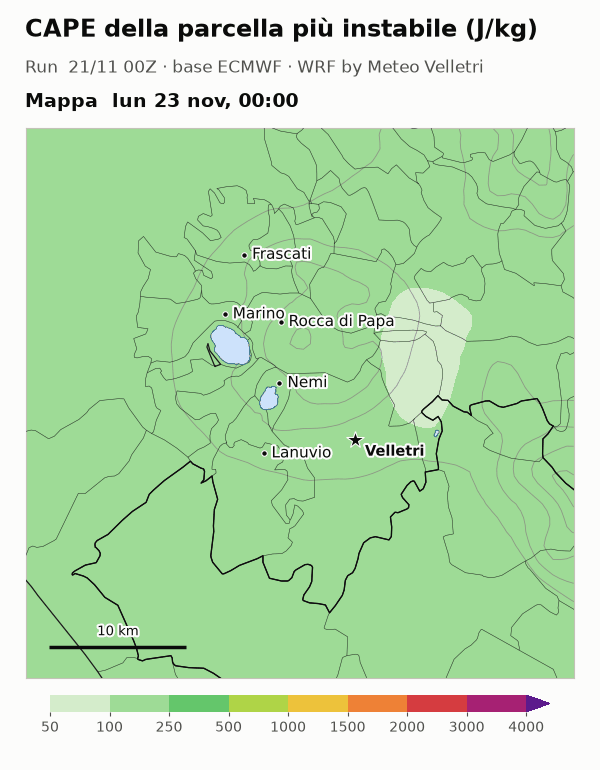 CAPE della parcella più instabile (J/kg)
Run  21/11 00Z · base ECMWF · WRF by Meteo Velletri
Mappa  lun 23 nov, 00:00
Frascati
Marino
Rocca di Papa
Nemi
Velletri
Lanuvio
10 km
50 100 250 500 1000 1500 2000 3000 4000